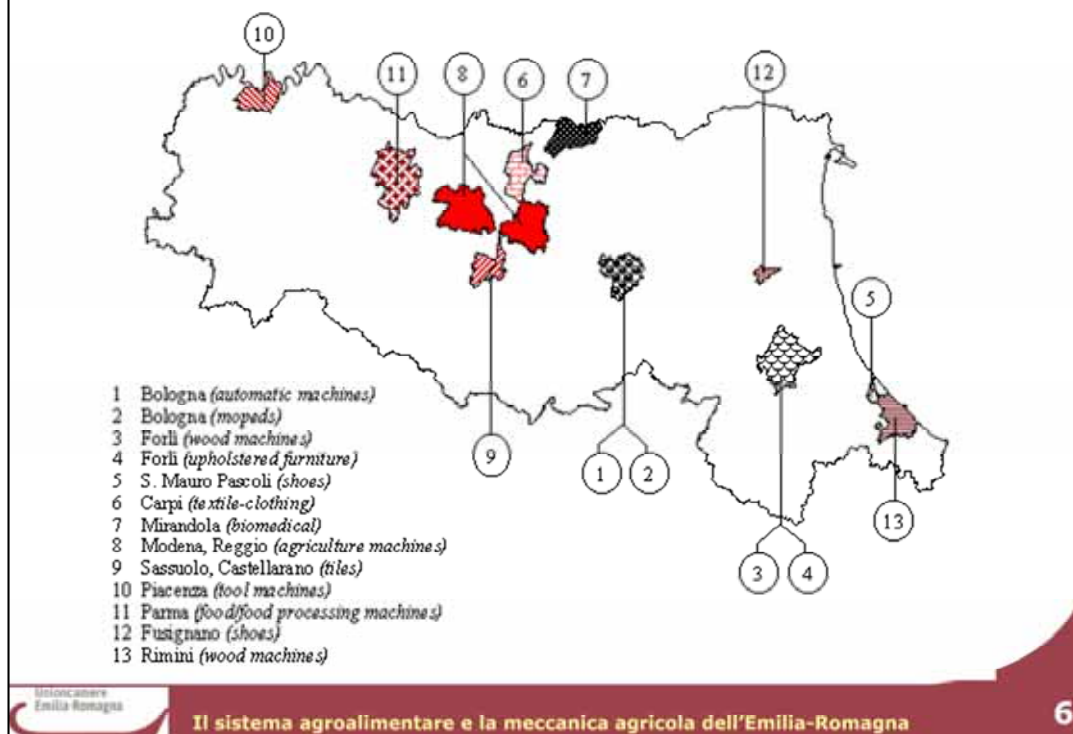 10
11
8
6
7
12
5
9
1
2
13
3
4
1 Bologna (automatic machines)
2 Bologna (mopeds)
3 Forlì (wood machines)
4 Forlì (upholstered furniture)
5 S. Mauro Pascoli (shoes)
6 Carpi (textile-clothing)
7 Mirandola (biomedical)
8 Modena, Reggio (agriculture machines)
9 Sassuolo, Castellarano (tiles)
10 Piacenza (tool machines)
11 Parma (food/food processing machines)
12 Fusignano (shoes)
13 Rimini (wood machines)
Unioncamere
Emilia-Romagna
Il sistema agroalimentare e la meccanica agricola dell'Emilia-Romagna
6